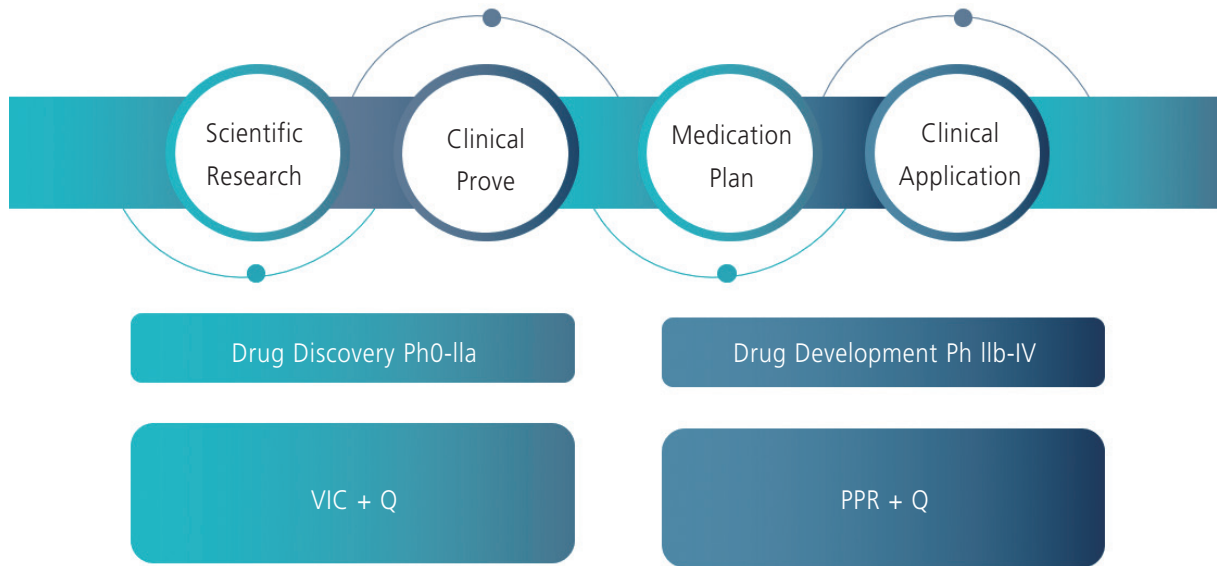 Scientific
Research
Clinical
Prove
Medication
Plan
Clinical
Application
Drug Discovery Ph0-lla
Drug Development Ph llb-IV
VIC + Q
PPR + Q